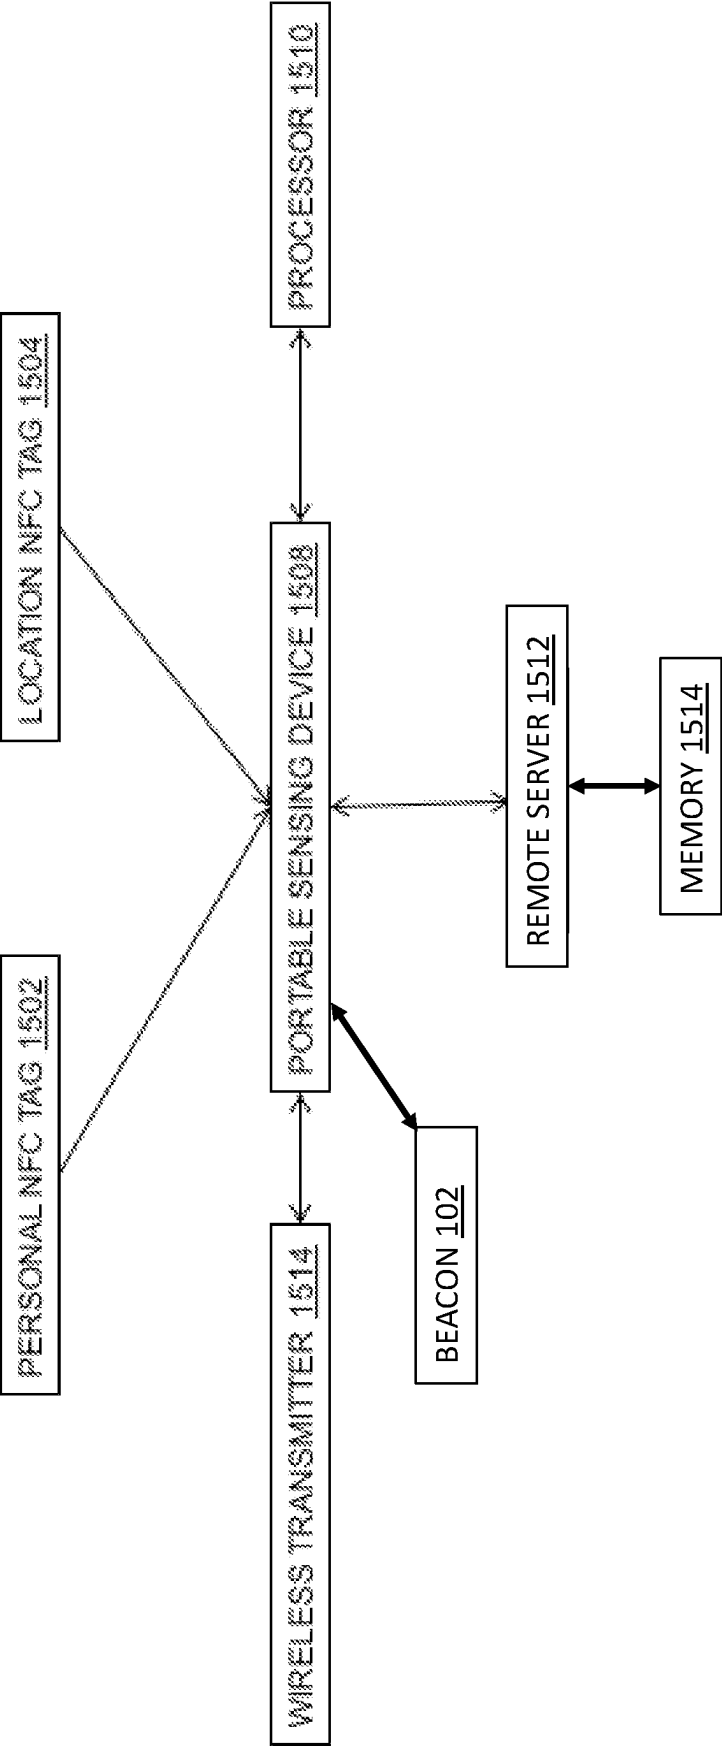 PERSONAL NFC TAG 1502
LOCATION NFC TAG 1504
WIRELESS TRANSMITTER 1514
PORTABLE SENSING DEVICE 1508
PROCESSOR 1510
BEACON 102
REMOTE SERVER 1512
MEMORY 1514